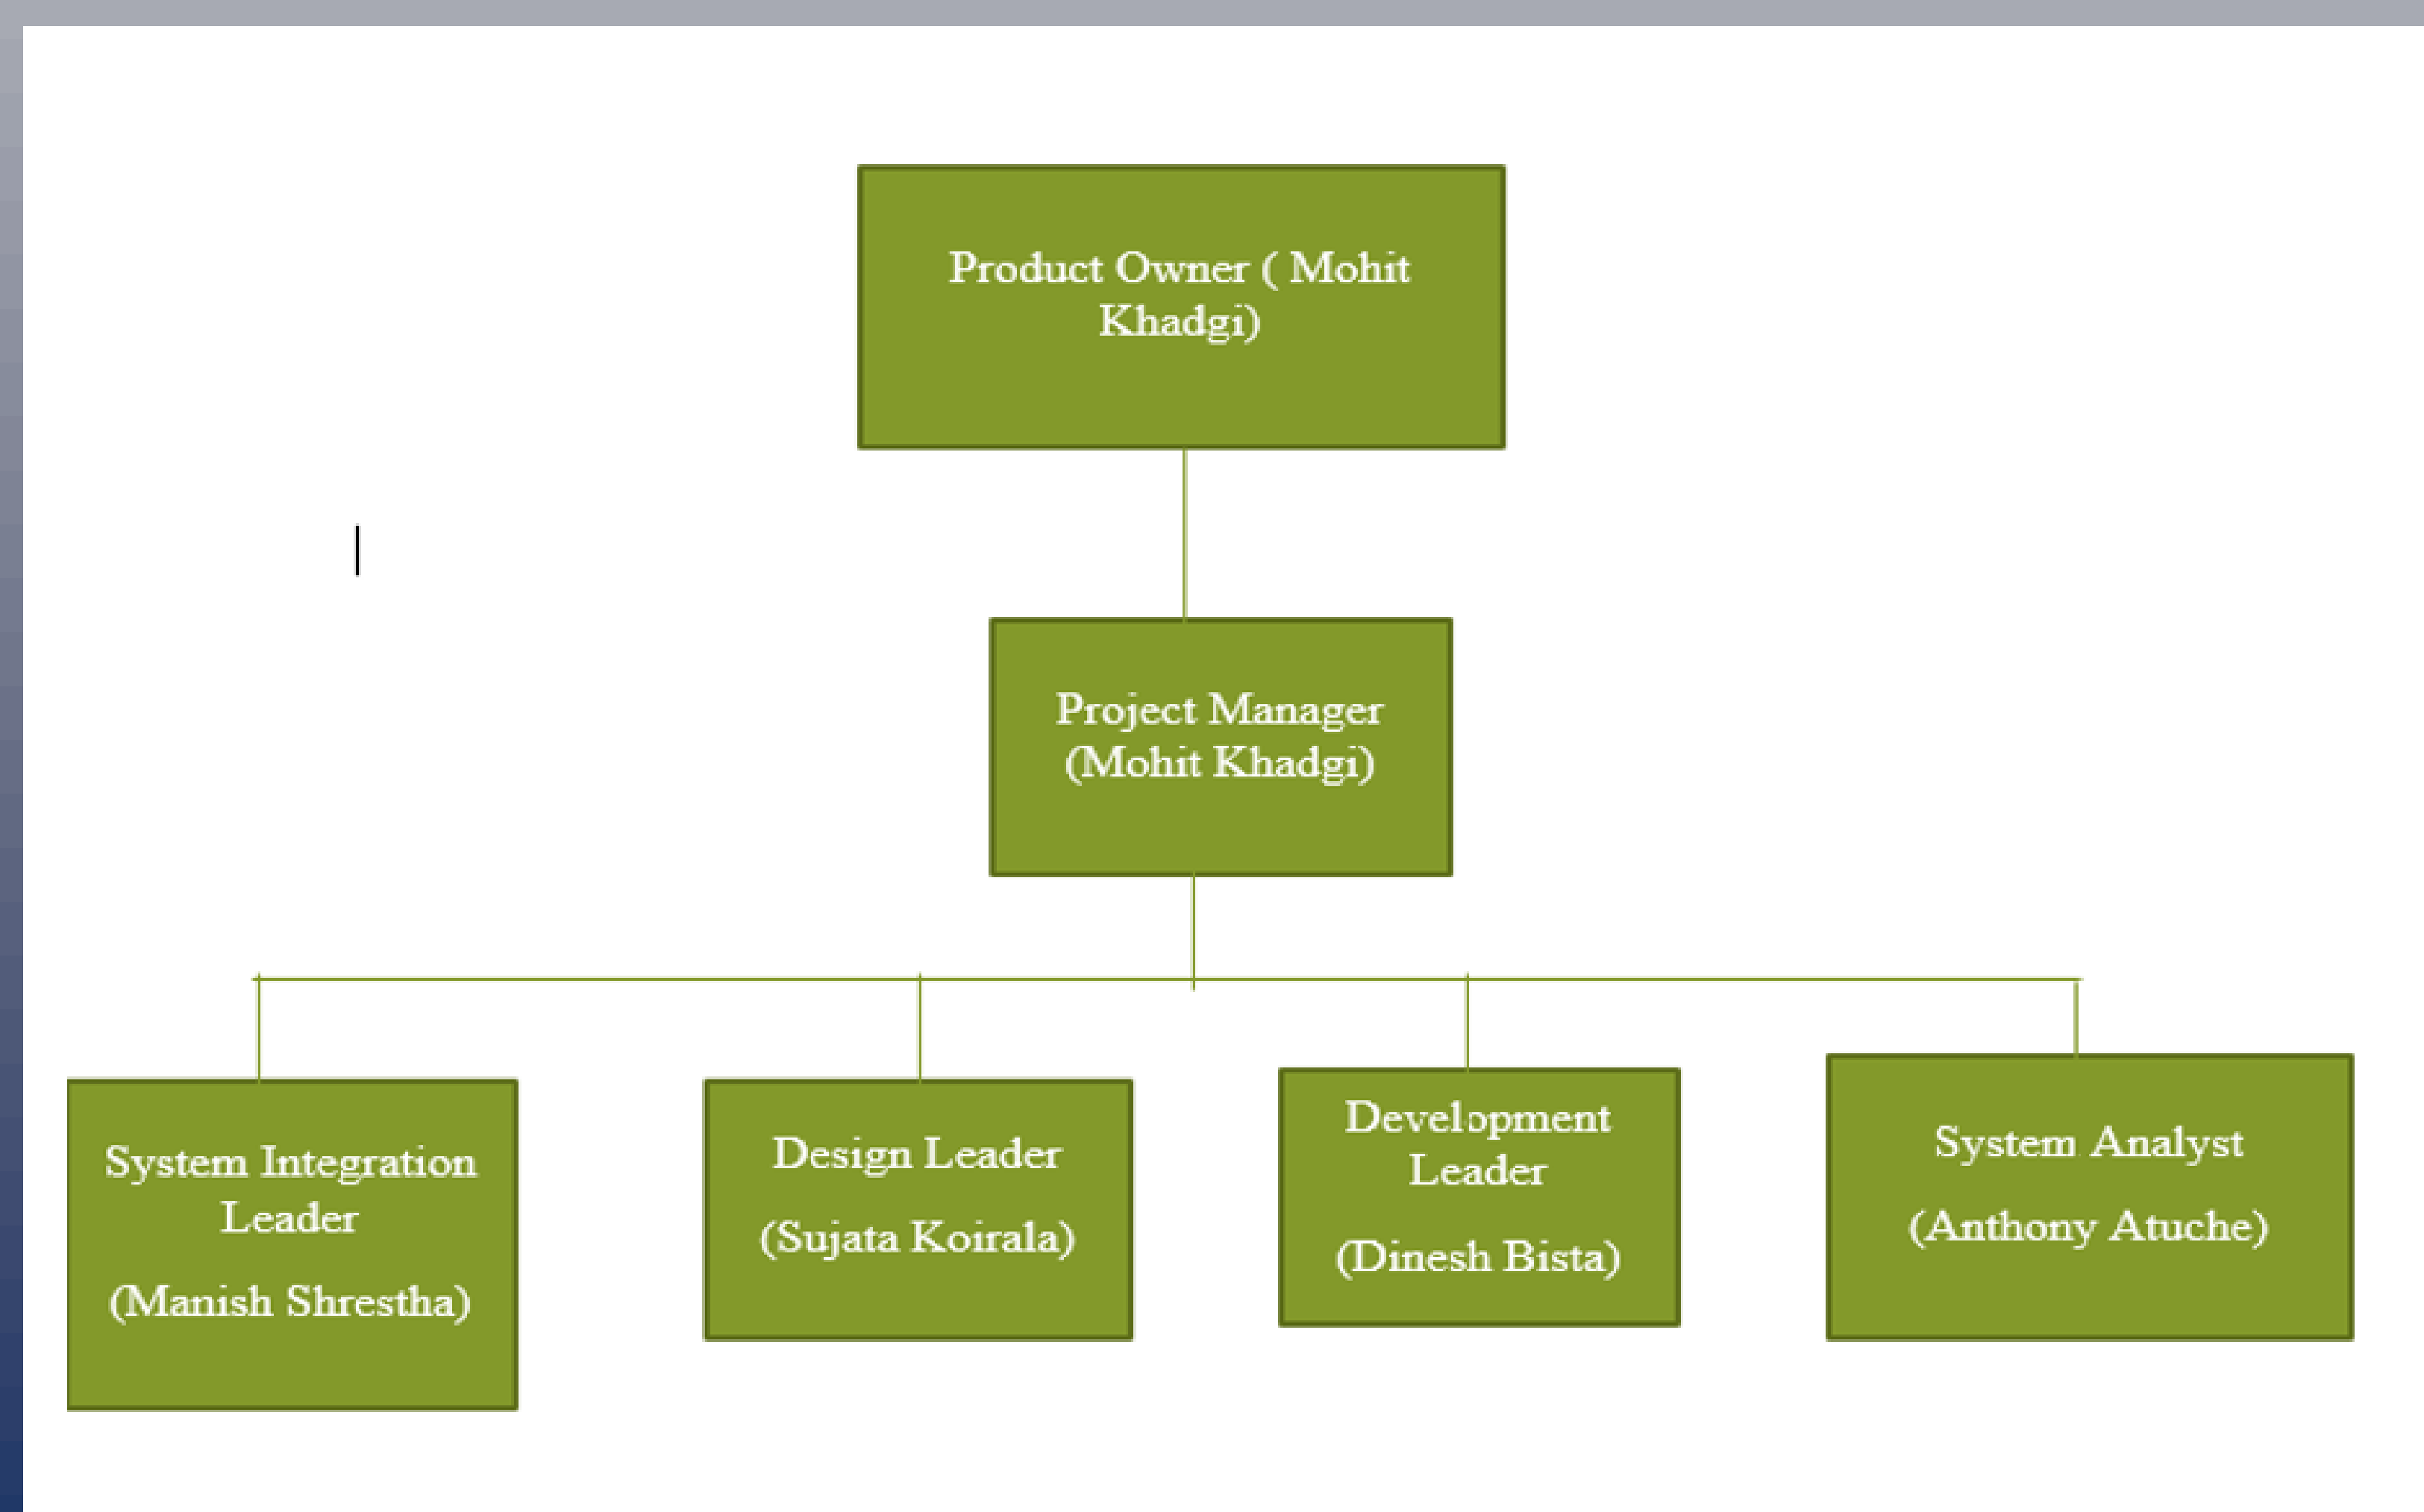 Product Owner ( Mohit
Khadgi)
Project Manager
(Mohit Khadgi)
System Integration
Leader
(Manish Shrestha)
Design Leader
(Sujata Koirala)
Development
Leader
(Dinesh Bista)
System Analyst
(Anthony Atuche)